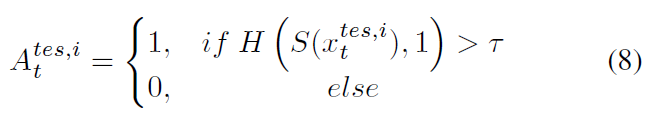 $$A_t^{tes,i} = \begin{cases} 1, & if\ H\left(S(x_t^{tes,i}), 1\right) > \tau \\ 0, & else \end{cases} \quad (8)$$